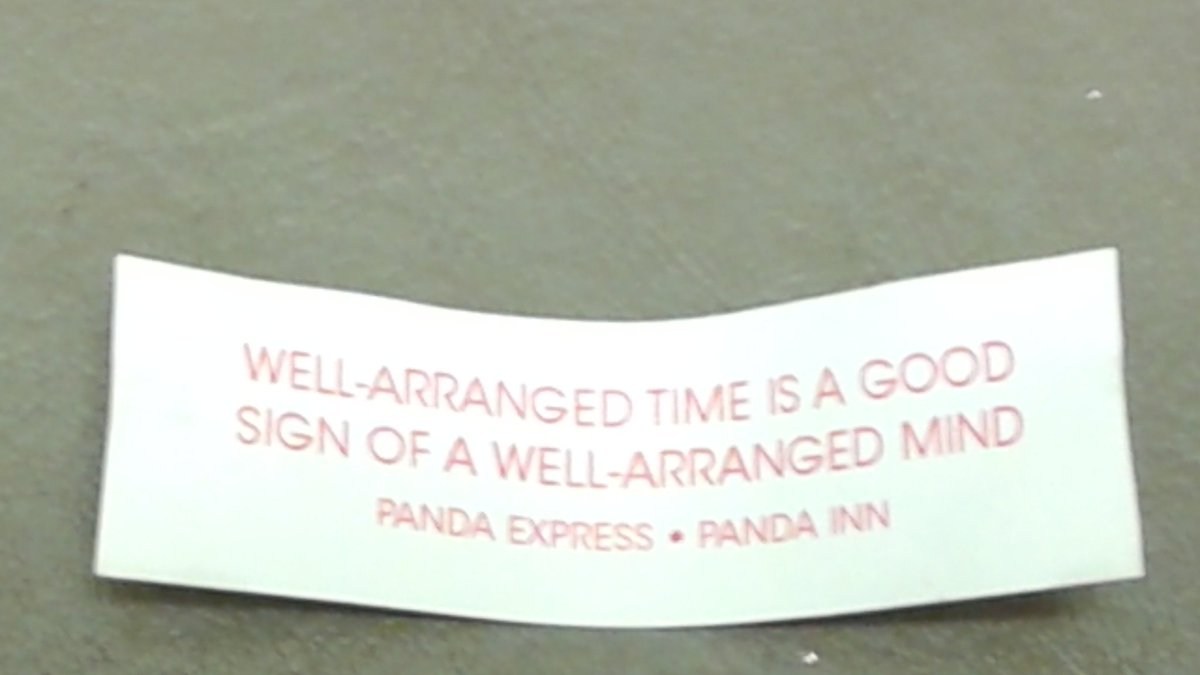 WELL-ARRANGED TIME IS A GOOD
SIGN OF A WELL-ARRANGED MIND
PANDA EXPRESS • PANDA INN